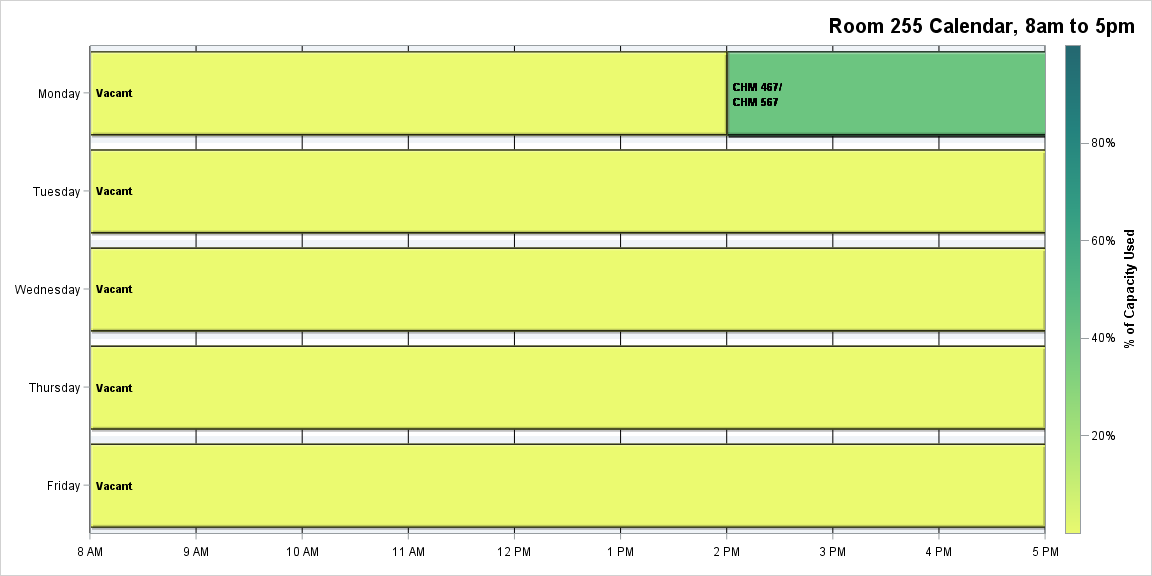 Room 255 Calendar, 8am to 5pm
Monday
Vacant
CHM 467/
CHM 567
Tuesday
Vacant
Wednesday
Vacant
Thursday
Vacant
Friday
Vacant
8 AM
9 AM
10 AM
11 AM
12 PM
1 PM
2 PM
3 PM
4 PM
5 PM
80%
60%
40%
20%
% of Capacity Used